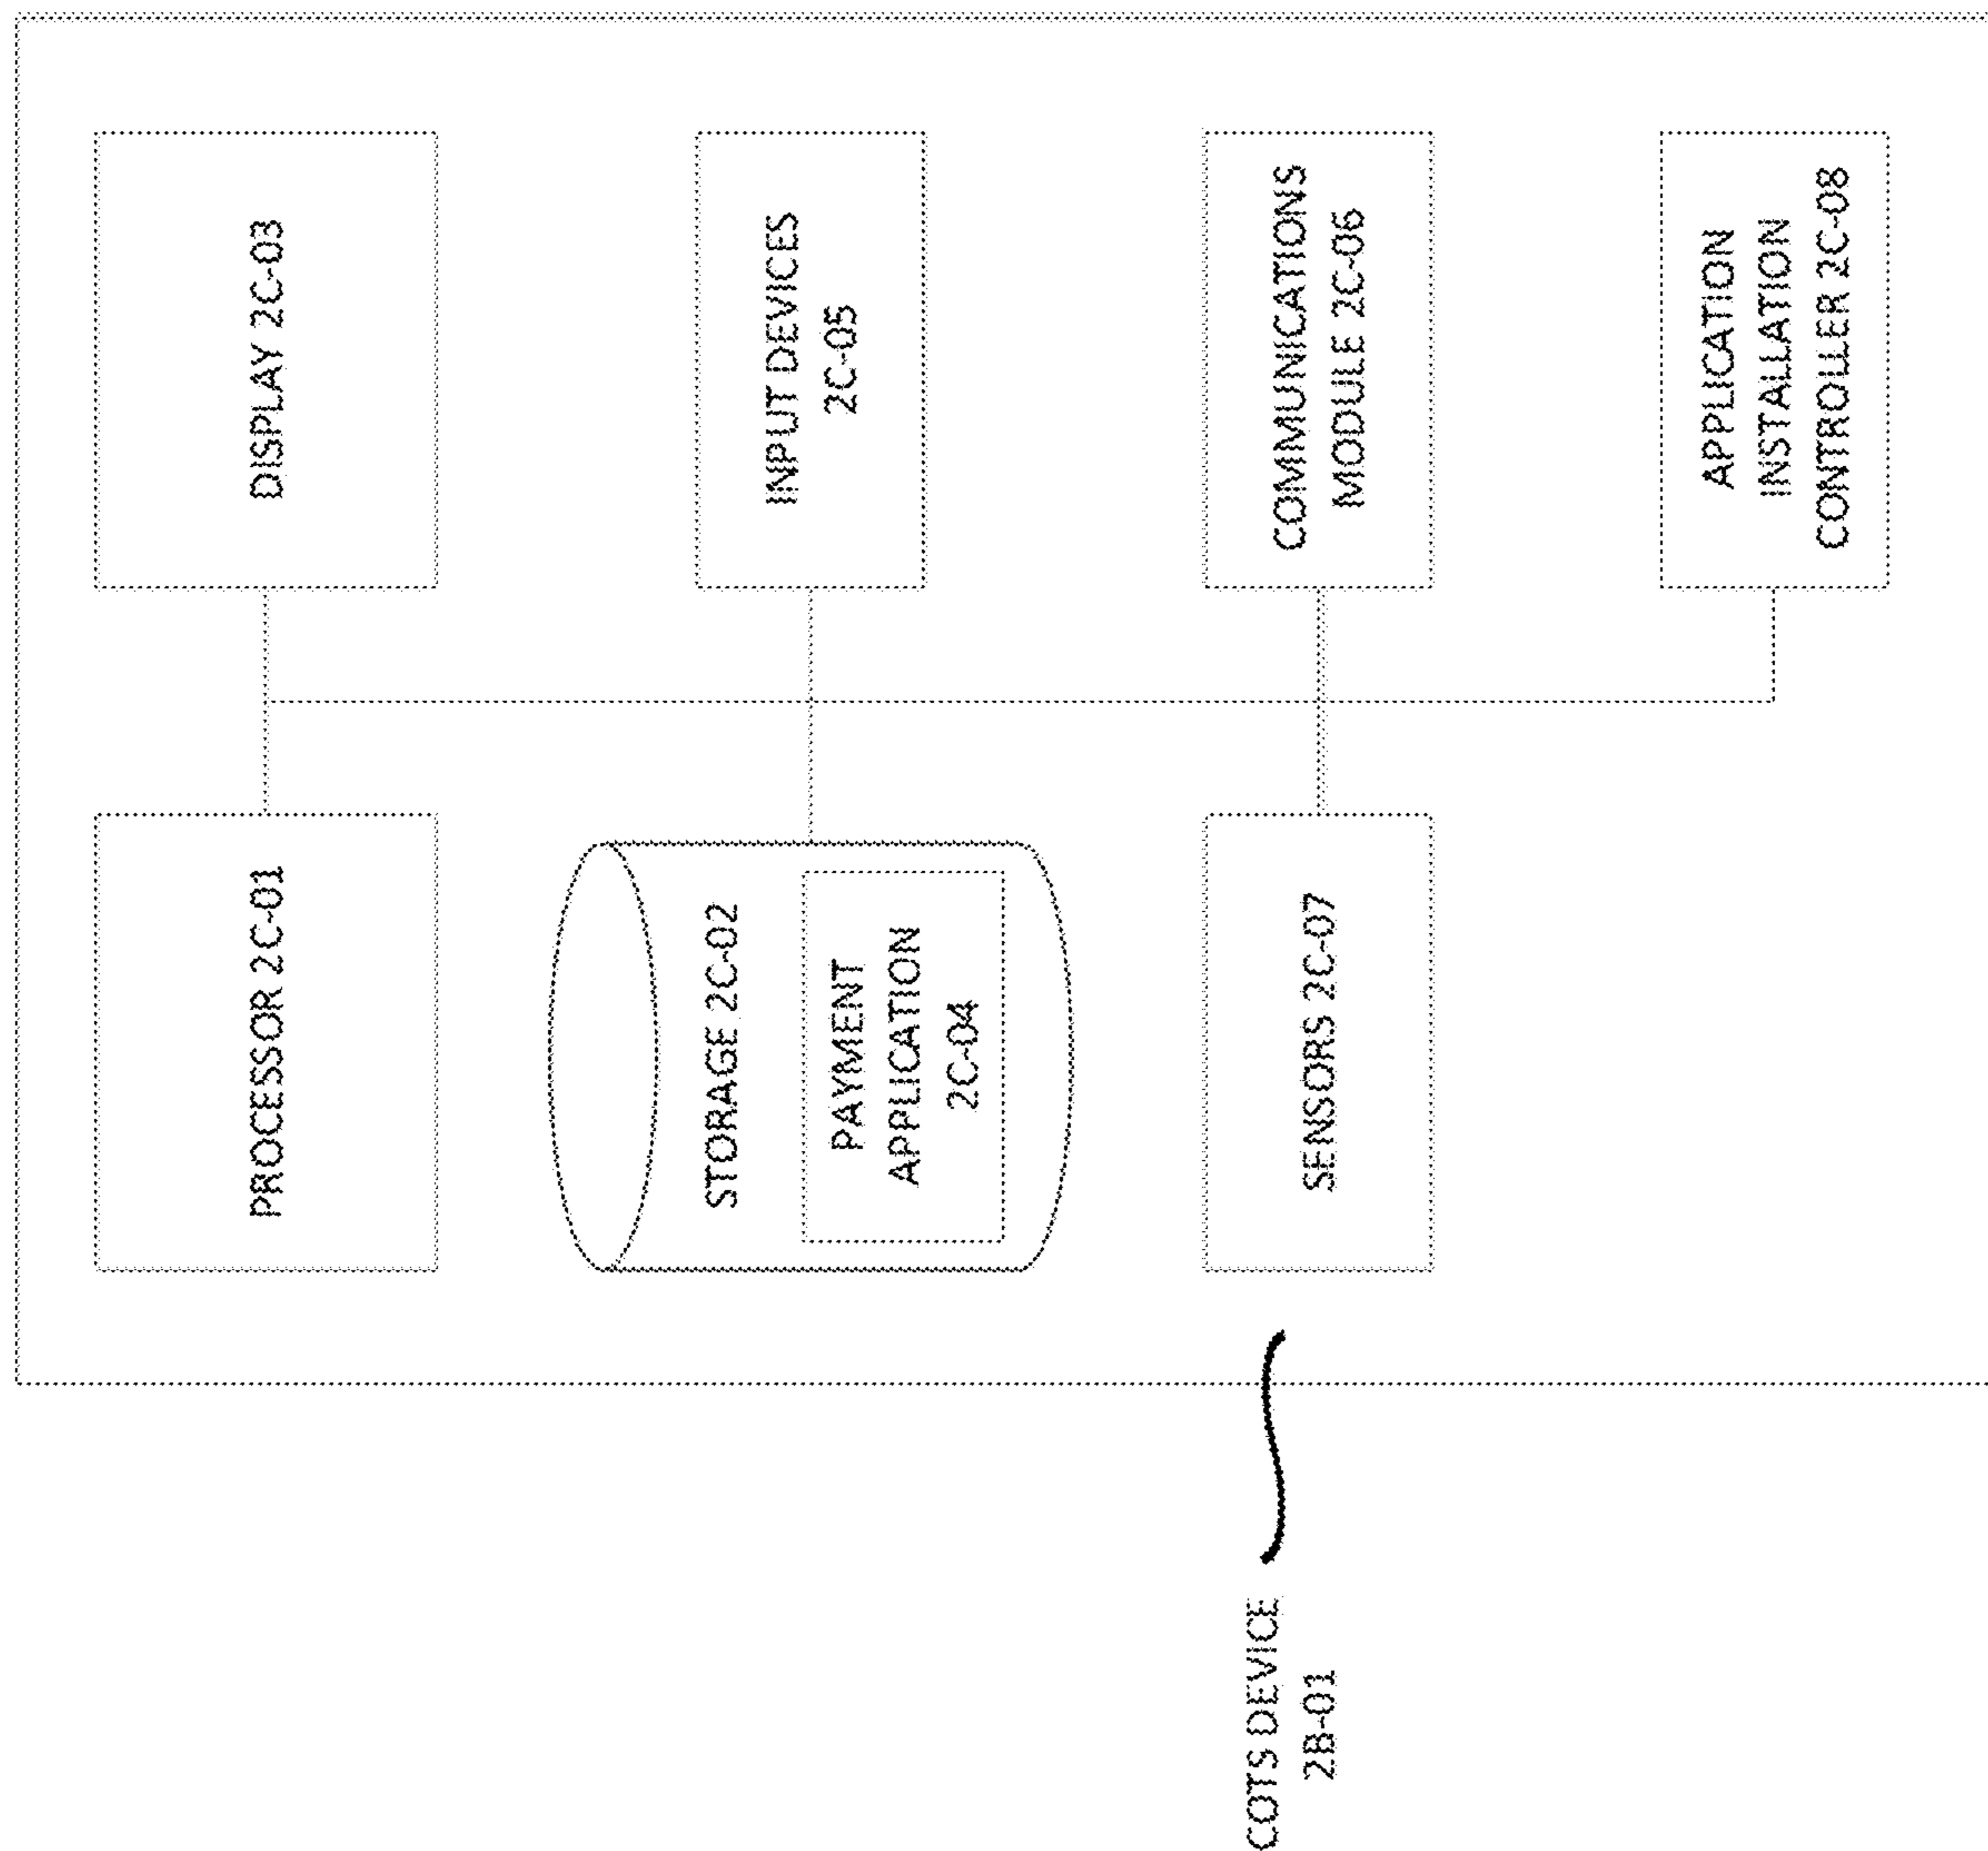 PROCESSOR 2C-01
DISPLAY 2C-03
STORAGE 2C-02
PAYMENT
APPLICATION
2C-04
INPUT DEVICES
2C-05
SENSORS 2C-07
COMMUNICATIONS
MODULE 2C-06
APPLICATION
INSTALLATION
CONTROLLER 2C-08
COTS DEVICE
2B-01